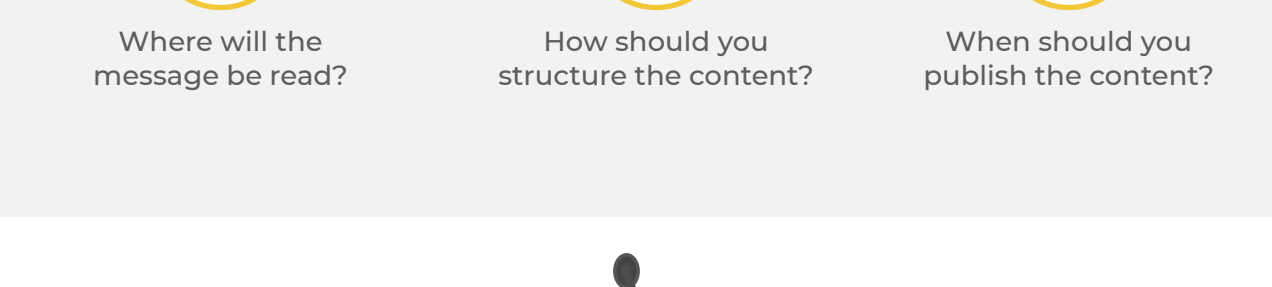 Where will the
message be read?
How should you
structure the content?
When should you
publish the content?